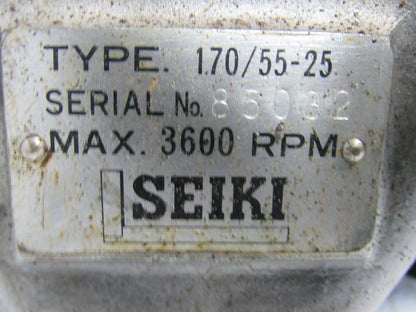 TYPE. 170/55-25
SERIAL No. 85032
MAX. 3600 RPM
SEIKI